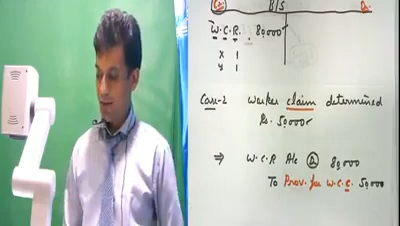 B/S
W.C.R. 80000
X 1
Y 1
Case-2 Worker claim determined
Rs. 50000
⇒ W.C.R A/c Dr 80000
To Prov. for W.C.C. 50000